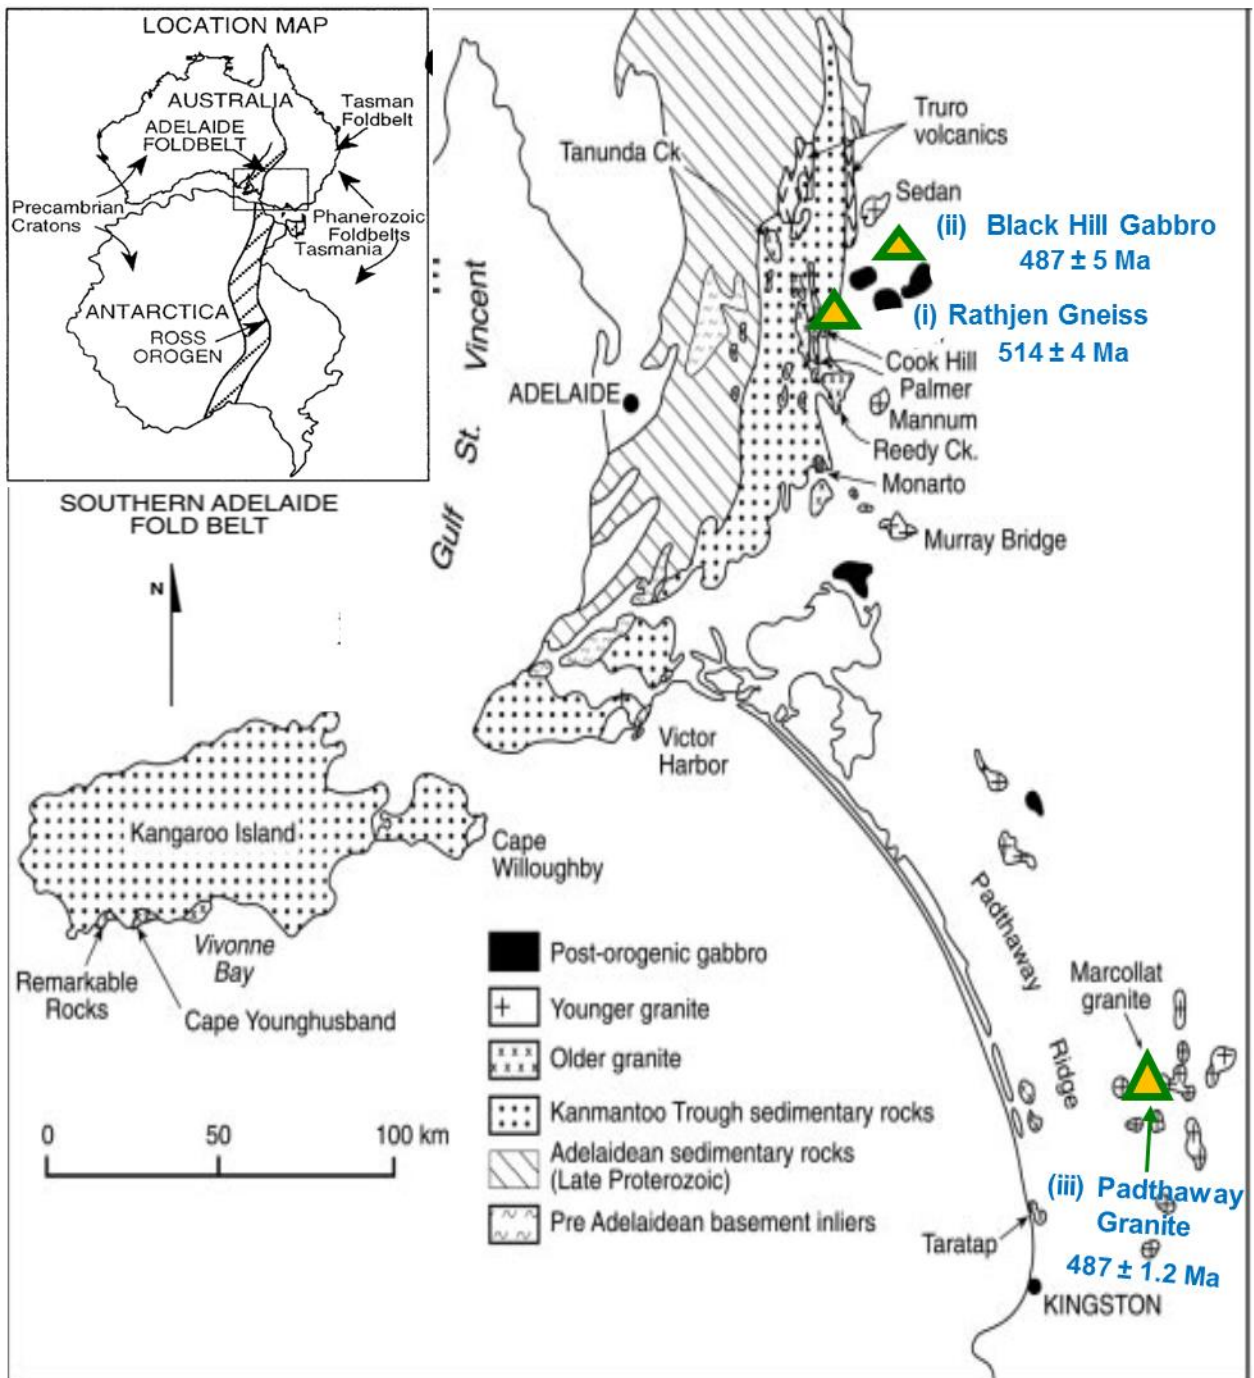 LOCATION MAP
AUSTRALIA
Tasman
Foldbelt
ADELAIDE
FOLDBELT
Precambrian
Cratons
Phanerozoic
Foldbelts
Tasmania
ANTARCTICA
ROSS
OROGEN
SOUTHERN ADELAIDE
FOLD BELT
N
Gulf St. Vincent
Truro
volcanics
Tanunda Ck
Sedan
(ii) Black Hill Gabbro
487 ± 5 Ma
(i) Rathjen Gneiss
514 ± 4 Ma
ADELAIDE
Cook Hill
Palmer
Mannum
Reedy Ck.
Monarto
Murray Bridge
Victor
Harbor
Kangaroo Island
Cape
Willoughby
Vivonne
Bay
Remarkable
Rocks
Cape Younghusband
Padthaway Ridge
Marcollat
granite
Post-orogenic gabbro
Younger granite
Older granite
Kanmantoo Trough sedimentary rocks
Adelaidean sedimentary rocks
(Late Proterozoic)
Pre Adelaidean basement inliers
0 50 100 km
(iii) Padthaway
Granite
487 ± 1.2 Ma
Taratap
KINGSTON